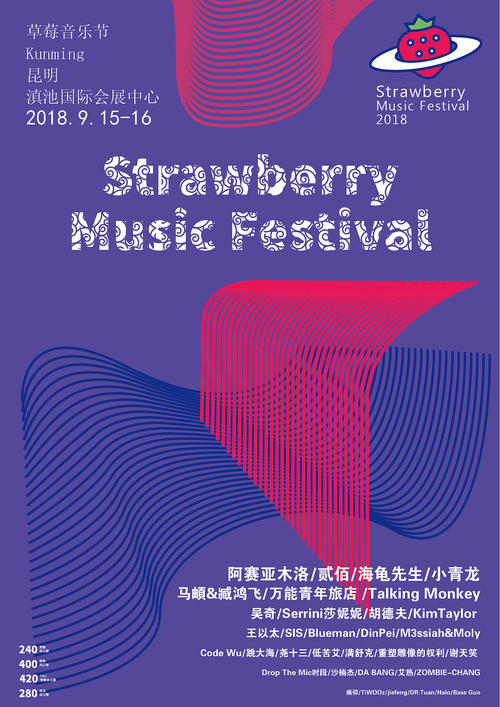 草莓音乐节
Kunming
昆明
滇池国际会展中心
2018.9.15-16
Strawberry
Music Festival
2018
Strawberry
Music Festival
阿赛亚木洛/贰佰/海龟先生/小青龙
马頔&臧鸿飞/万能青年旅店 /Talking Monkey
吴奇/Serrini莎妮妮/胡德夫/KimTaylor
王以太/SIS/Blueman/DinPei/M3ssiah&Moly
Code Wu/跳大海/尧十三/低苦艾/满舒克/重塑雕像的权利/谢天笑
Drop The Mic时段/沙楠杰/DA BANG/艾热/ZOMBIE-CHANG
痛仰/TiWOOz/jiafeng/DR.Tuan/Halo/Bass Guo
240
400
420
280